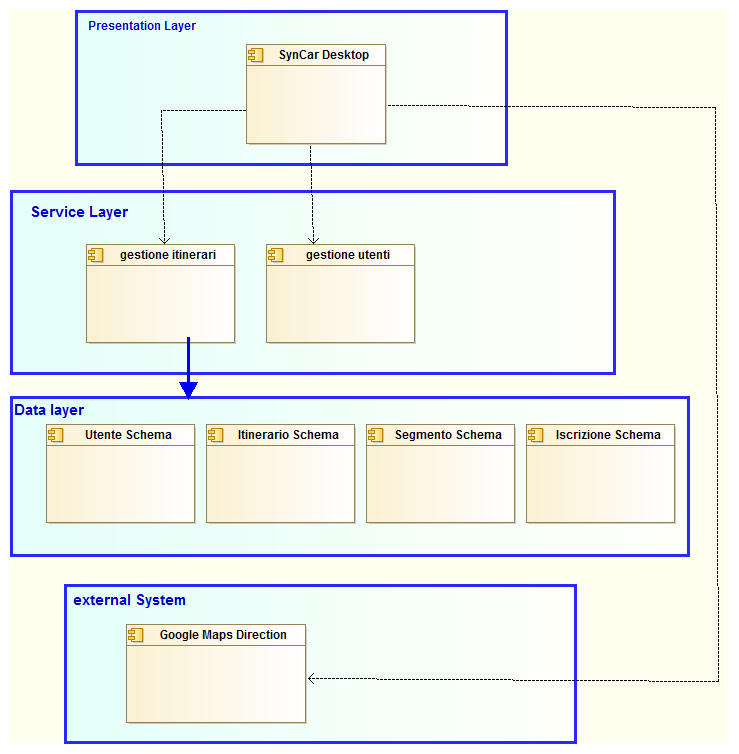 Presentation Layer
SynCar Desktop
Service Layer
gestione itinerari
gestione utenti
Data layer
Utente Schema
Itinerario Schema
Segmento Schema
Iscrizione Schema
external System
Google Maps Direction